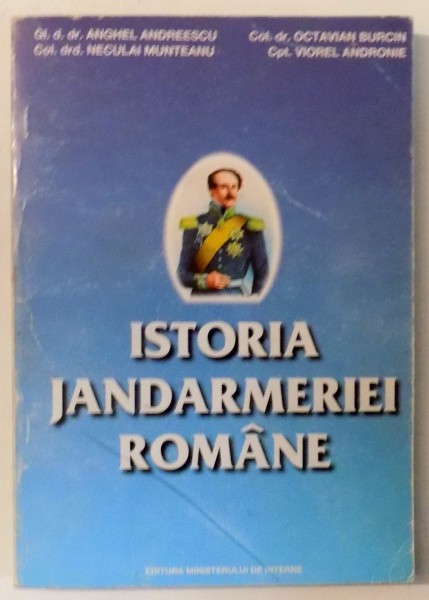 Gl. d. dr. ANGHEL ANDREESCU
Col. dr. OCTAVIAN BURCIN
Col. drd. NECULAI MUNTEANU
Cpt. VIOREL ANDRONIE
ISTORIA
JANDARMERIEI
ROMÂNE
EDITURA MINISTERULUI DE INTERNE